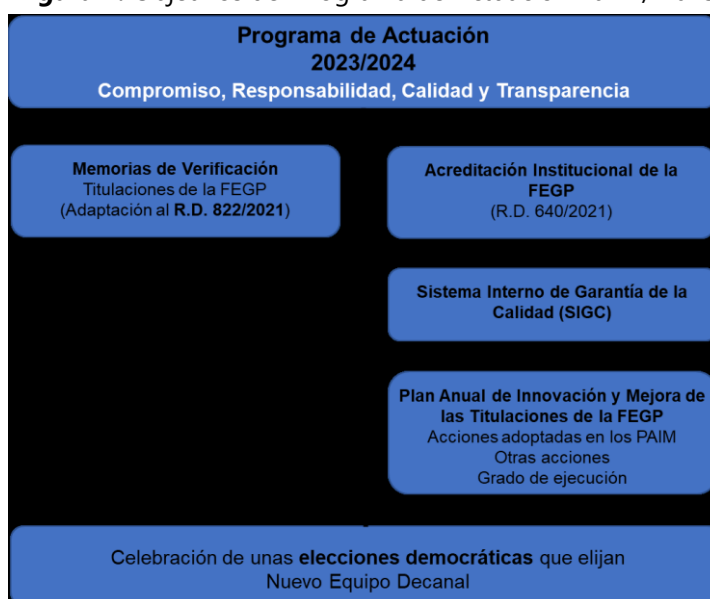 Programa de Actuación
2023/2024
Compromiso, Responsabilidad, Calidad y Transparencia
Memorias de Verificación
Titulaciones de la FEGP
(Adaptación al R.D. 822/2021)
Acreditación Institucional de la
FEGP
(R.D. 640/2021)
Sistema Interno de Garantía de la
Calidad (SIGC)
Plan Anual de Innovación y Mejora de
las Titulaciones de la FEGP
Acciones adoptadas en los PAIM
Otras acciones
Grado de ejecución
Celebración de unas elecciones democráticas que elijan
Nuevo Equipo Decanal